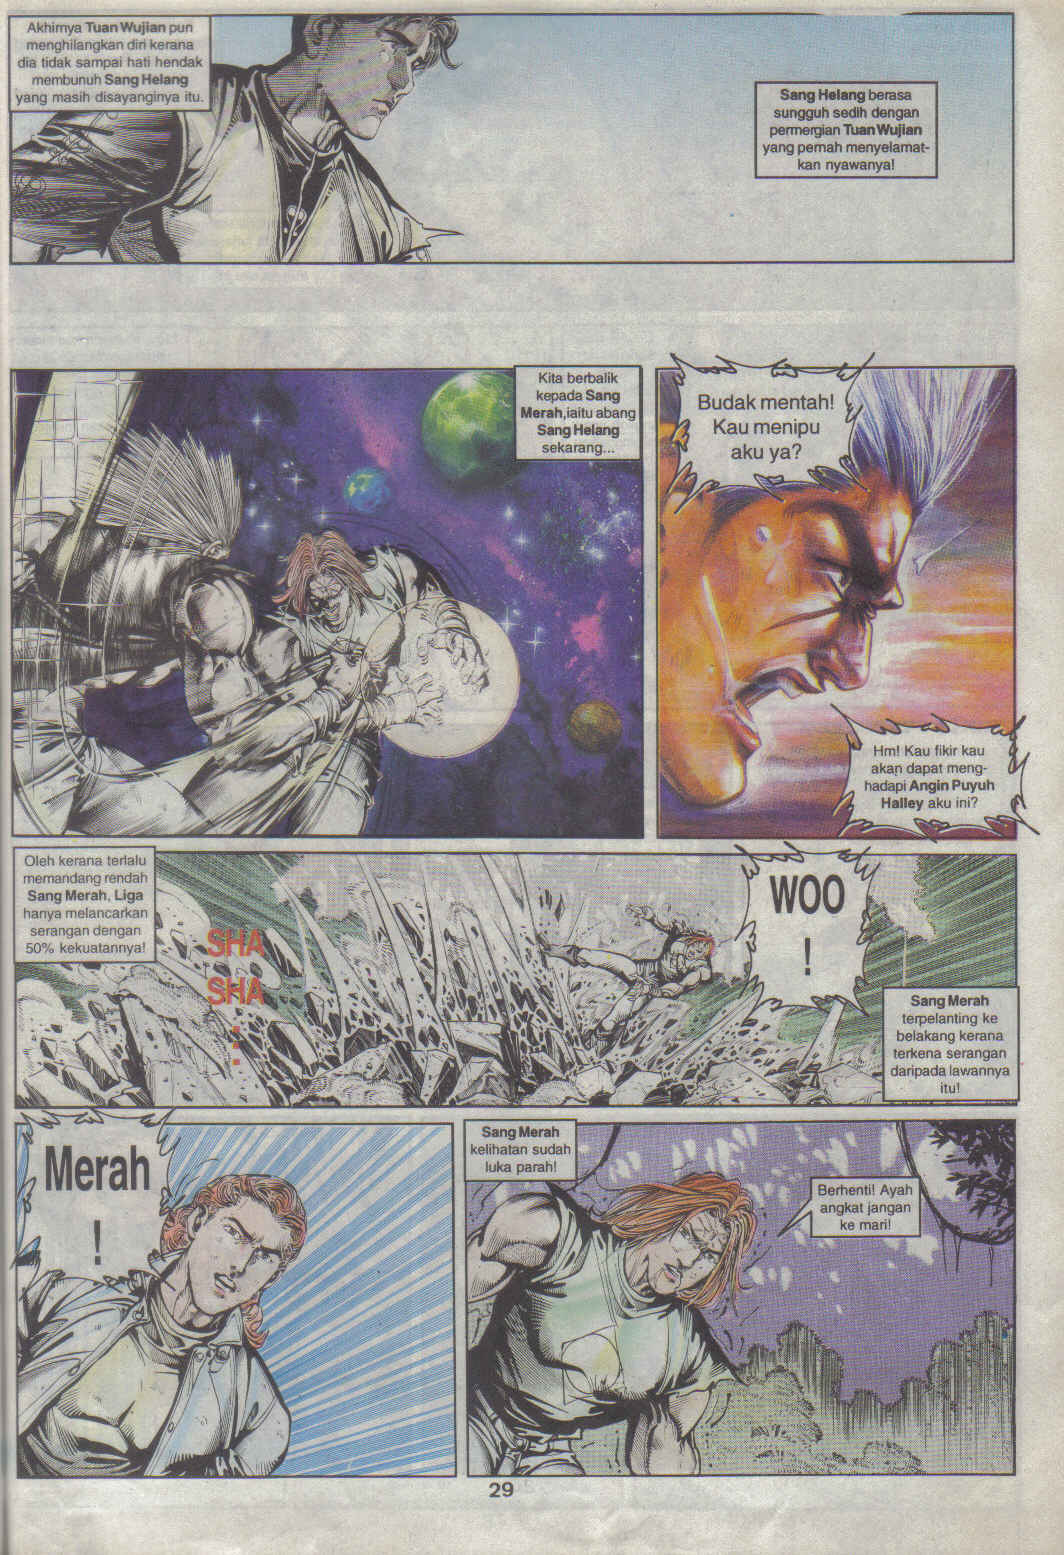 Akhirnya Tuan Wujian pun
menghilangkan diri kerana
dia tidak sampai hati hendak
membunuh Sang Helang
yang masih disayanginya itu.
Sang Helang berasa
sungguh sedih dengan
permergian Tuan Wujian
yang pernah menyelamat-
kan nyawanya!
Kita berbalik
kepada Sang
Merah,iaitu abang
Sang Helang
sekarang...
Budak mentah!
Kau menipu
aku ya?
Hm! Kau fikir kau
akan dapat meng-
hadapi Angin Puyuh
Halley aku ini?
Oleh kerana terlalu
memandang rendah
Sang Merah, Liga
hanya melancarkan
serangan dengan
50% kekuatannya!
SHA
SHA
:
WOO
!
Sang Merah
terpelanting ke
belakang kerana
terkena serangan
daripada lawannya
itu!
Merah
!
Sang Merah
kelihatan sudah
luka parah!
Berhenti! Ayah
angkat jangan
ke mari!
29